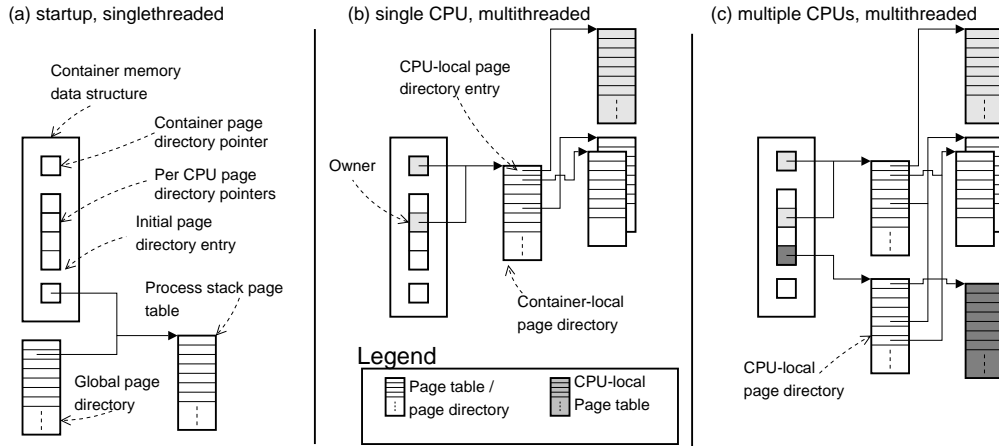 (a) startup, singlethreaded
Container memory
data structure
Container page
directory pointer
Per CPU page
directory pointers
Initial page
directory entry
Process stack page
table
Global page
directory
(b) single CPU, multithreaded
CPU-local page
directory entry
Owner
Container-local
page directory
Legend
Page table /
page directory
CPU-local
Page table
(c) multiple CPUs, multithreaded
CPU-local
page directory